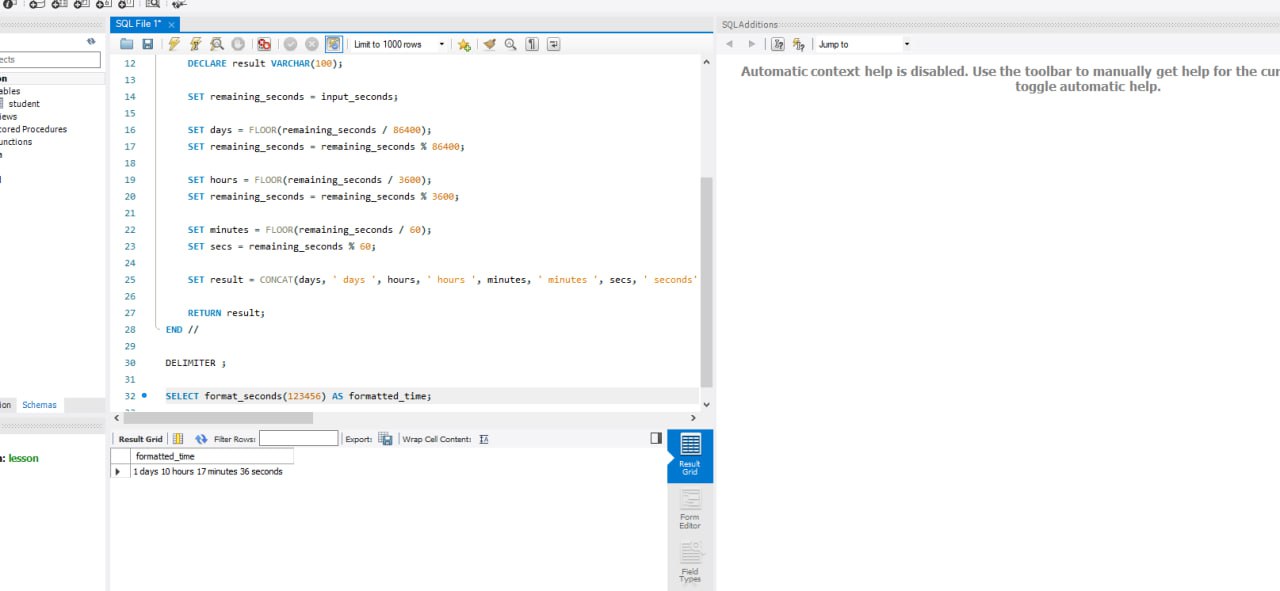 SQL File 1*
SQLAdditions
Limit to 1000 rows
Jump to
ects
on
ables
student
iews
tored Procedures
unctions
12 DECLARE result VARCHAR(100);
13
14 SET remaining_seconds = input_seconds;
15
16 SET days = FLOOR(remaining_seconds / 86400);
17 SET remaining_seconds = remaining_seconds % 86400;
18
19 SET hours = FLOOR(remaining_seconds / 3600);
20 SET remaining_seconds = remaining_seconds % 3600;
21
22 SET minutes = FLOOR(remaining_seconds / 60);
23 SET secs = remaining_seconds % 60;
24
25 SET result = CONCAT(days, ' days ', hours, ' hours ', minutes, ' minutes ', secs, ' seconds'
26
27 RETURN result;
28 END //
29
30 DELIMITER ;
31
32 SELECT format_seconds(123456) AS formatted_time;
Automatic context help is disabled. Use the toolbar to manually get help for the cur
toggle automatic help.
ion Schemas
a: lesson
Result Grid Filter Rows: Export: Wrap Cell Content:
formatted_time
1 days 10 hours 17 minutes 36 seconds
Result
Grid
Form
Editor
Field
Types